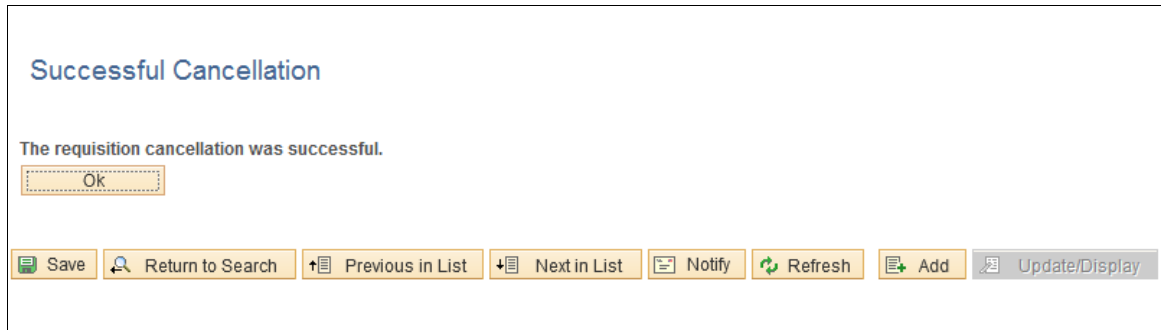 Successful Cancellation
The requisition cancellation was successful.
Ok
Save Return to Search Previous in List Next in List Notify Refresh Add Update/Display